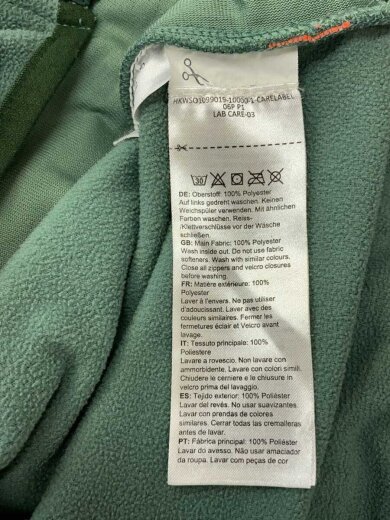 HKWSO1099019-10000-1-CARELABEL
06P P1
LAB CARE-03
30
DE: Oberstoff: 100% Polyester
Auf links gedreht waschen. Keinen
Weichspüler verwenden. Mit ähnlichen
Farben waschen. Reiss-
/Klettverschlüsse vor der Wäsche
schließen.
GB: Main Fabric: 100% Polyester
Wash inside out. Do not use fabric
softeners. Wash with similar colours.
Close all zippers and velcro closures
before washing.
FR: Matière extérieure: 100%
Polyester
Laver à l'envers. Ne pas utiliser
d'adoucissant. Laver avec des
couleurs similaires. Fermer les
fermetures éclair et Velcro avant
lavage.
IT: Tessuto principale: 100%
Poliestere
Lavare a rovescio. Non lavare con
ammorbidente. Lavare con colori simili.
Chiudere le cerniere e le chiusure in
velcro prima del lavaggio.
ES: Tejido exterior: 100% Poliéster
Lavar del revés. No usar suavizantes.
Lavar con prendas de colores
similares. Cerrar todas las cremalleras
antes de lavar.
PT: Fábrica principal: 100% Poliéster
Lavar do avesso. Não usar amaciador
da roupa. Lavar com peças de cor